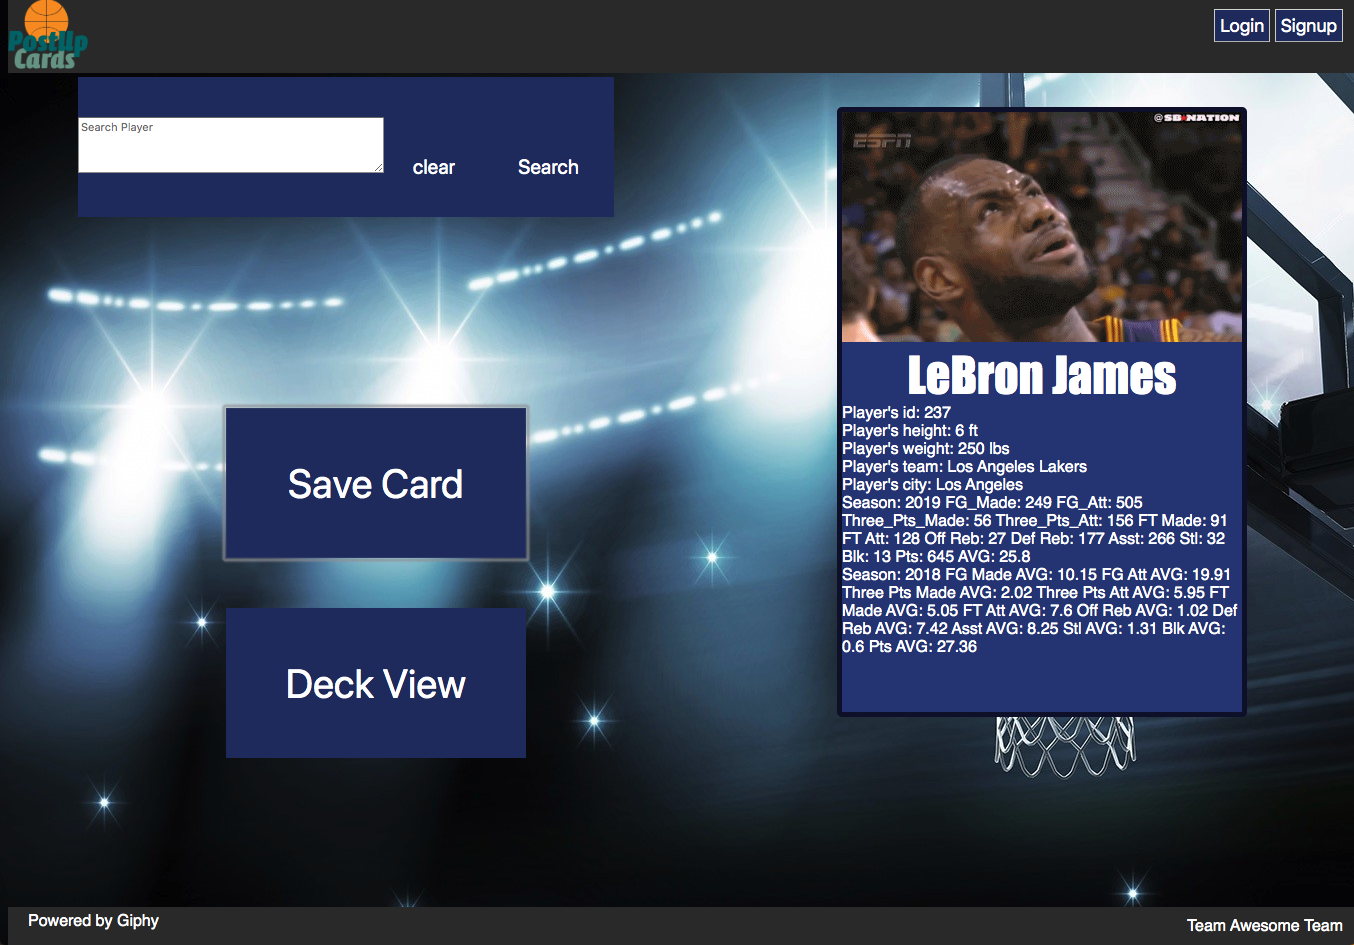 PostUp
Cards
Login Signup
Search Player
clear Search
@SB NATION
ESFN
LeBron James
Player's id: 237
Player's height: 6 ft
Player's weight: 250 lbs
Player's team: Los Angeles Lakers
Player's city: Los Angeles
Season: 2019 FG_Made: 249 FG_Att: 505
Three_Pts_Made: 56 Three_Pts_Att: 156 FT Made: 91
FT Att: 128 Off Reb: 27 Def Reb: 177 Asst: 266 Stl: 32
Blk: 13 Pts: 645 AVG: 25.8
Season: 2018 FG Made AVG: 10.15 FG Att AVG: 19.91
Three Pts Made AVG: 2.02 Three Pts Att AVG: 5.95 FT
Made AVG: 5.05 FT Att AVG: 7.6 Off Reb AVG: 1.02 Def
Reb AVG: 7.42 Asst AVG: 8.25 Stl AVG: 1.31 Blk AVG:
0.6 Pts AVG: 27.36
Save Card
Deck View
Powered by Giphy
Team Awesome Team